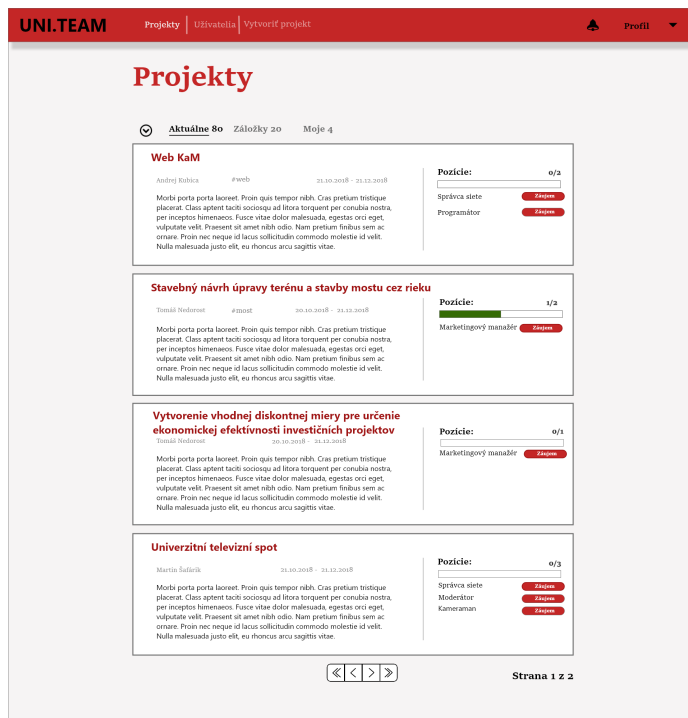 UNI.TEAM
Projekty
Uživatelia
Vytvoriť projekt
Profil
Projekty
Aktuálne 80
Záložky 20
Moje 4
Web KaM
Andrej Kubica
#web
21.10.2018 - 21.12.2018
Morbi porta porta laoreet. Proin quis tempor nibh. Cras pretium tristique
placerat. Class aptent taciti sociosqu ad litora torquent per conubia nostra,
per inceptos himenaeos. Fusce vitae dolor malesuada, egestas orci eget,
vulputate velit. Praesent sit amet nibh odio. Nam pretium finibus sem ac
ornare. Proin nec neque id lacus sollicitudin commodo molestie id velit.
Nulla malesuada justo elit, eu rhoncus arcu sagittis vitae.
Pozície:
0/2
Správca siete
Záujem
Programátor
Záujem
Stavebný návrh úpravy terénu a stavby mostu cez rieku
Tomáš Nedorost
#most
20.10.2018 - 21.12.2018
Morbi porta porta laoreet. Proin quis tempor nibh. Cras pretium tristique
placerat. Class aptent taciti sociosqu ad litora torquent per conubia nostra,
per inceptos himenaeos. Fusce vitae dolor malesuada, egestas orci eget,
vulputate velit. Praesent sit amet nibh odio. Nam pretium finibus sem ac
ornare. Proin nec neque id lacus sollicitudin commodo molestie id velit.
Nulla malesuada justo elit, eu rhoncus arcu sagittis vitae.
Pozície:
1/2
Marketingový manažér
Záujem
Vytvorenie vhodnej diskontnej miery pre určenie
ekonomickej efektívnosti investičních projektov
Tomáš Nedorost
20.10.2018 - 21.12.2018
Morbi porta porta laoreet. Proin quis tempor nibh. Cras pretium tristique
placerat. Class aptent taciti sociosqu ad litora torquent per conubia nostra,
per inceptos himenaeos. Fusce vitae dolor malesuada, egestas orci eget,
vulputate velit. Praesent sit amet nibh odio. Nam pretium finibus sem ac
ornare. Proin nec neque id lacus sollicitudin commodo molestie id velit.
Nulla malesuada justo elit, eu rhoncus arcu sagittis vitae.
Pozície:
0/1
Marketingový manažér
Záujem
Univerzitní televizní spot
Martin Šafárik
21.10.2018 - 21.12.2018
Morbi porta porta laoreet. Proin quis tempor nibh. Cras pretium tristique
placerat. Class aptent taciti sociosqu ad litora torquent per conubia nostra,
per inceptos himenaeos. Fusce vitae dolor malesuada, egestas orci eget,
vulputate velit. Praesent sit amet nibh odio. Nam pretium finibus sem ac
ornare. Proin nec neque id lacus sollicitudin commodo molestie id velit.
Nulla malesuada justo elit, eu rhoncus arcu sagittis vitae.
Pozície:
0/3
Správca siete
Záujem
Moderátor
Záujem
Kameraman
Záujem
Strana 1 z 2